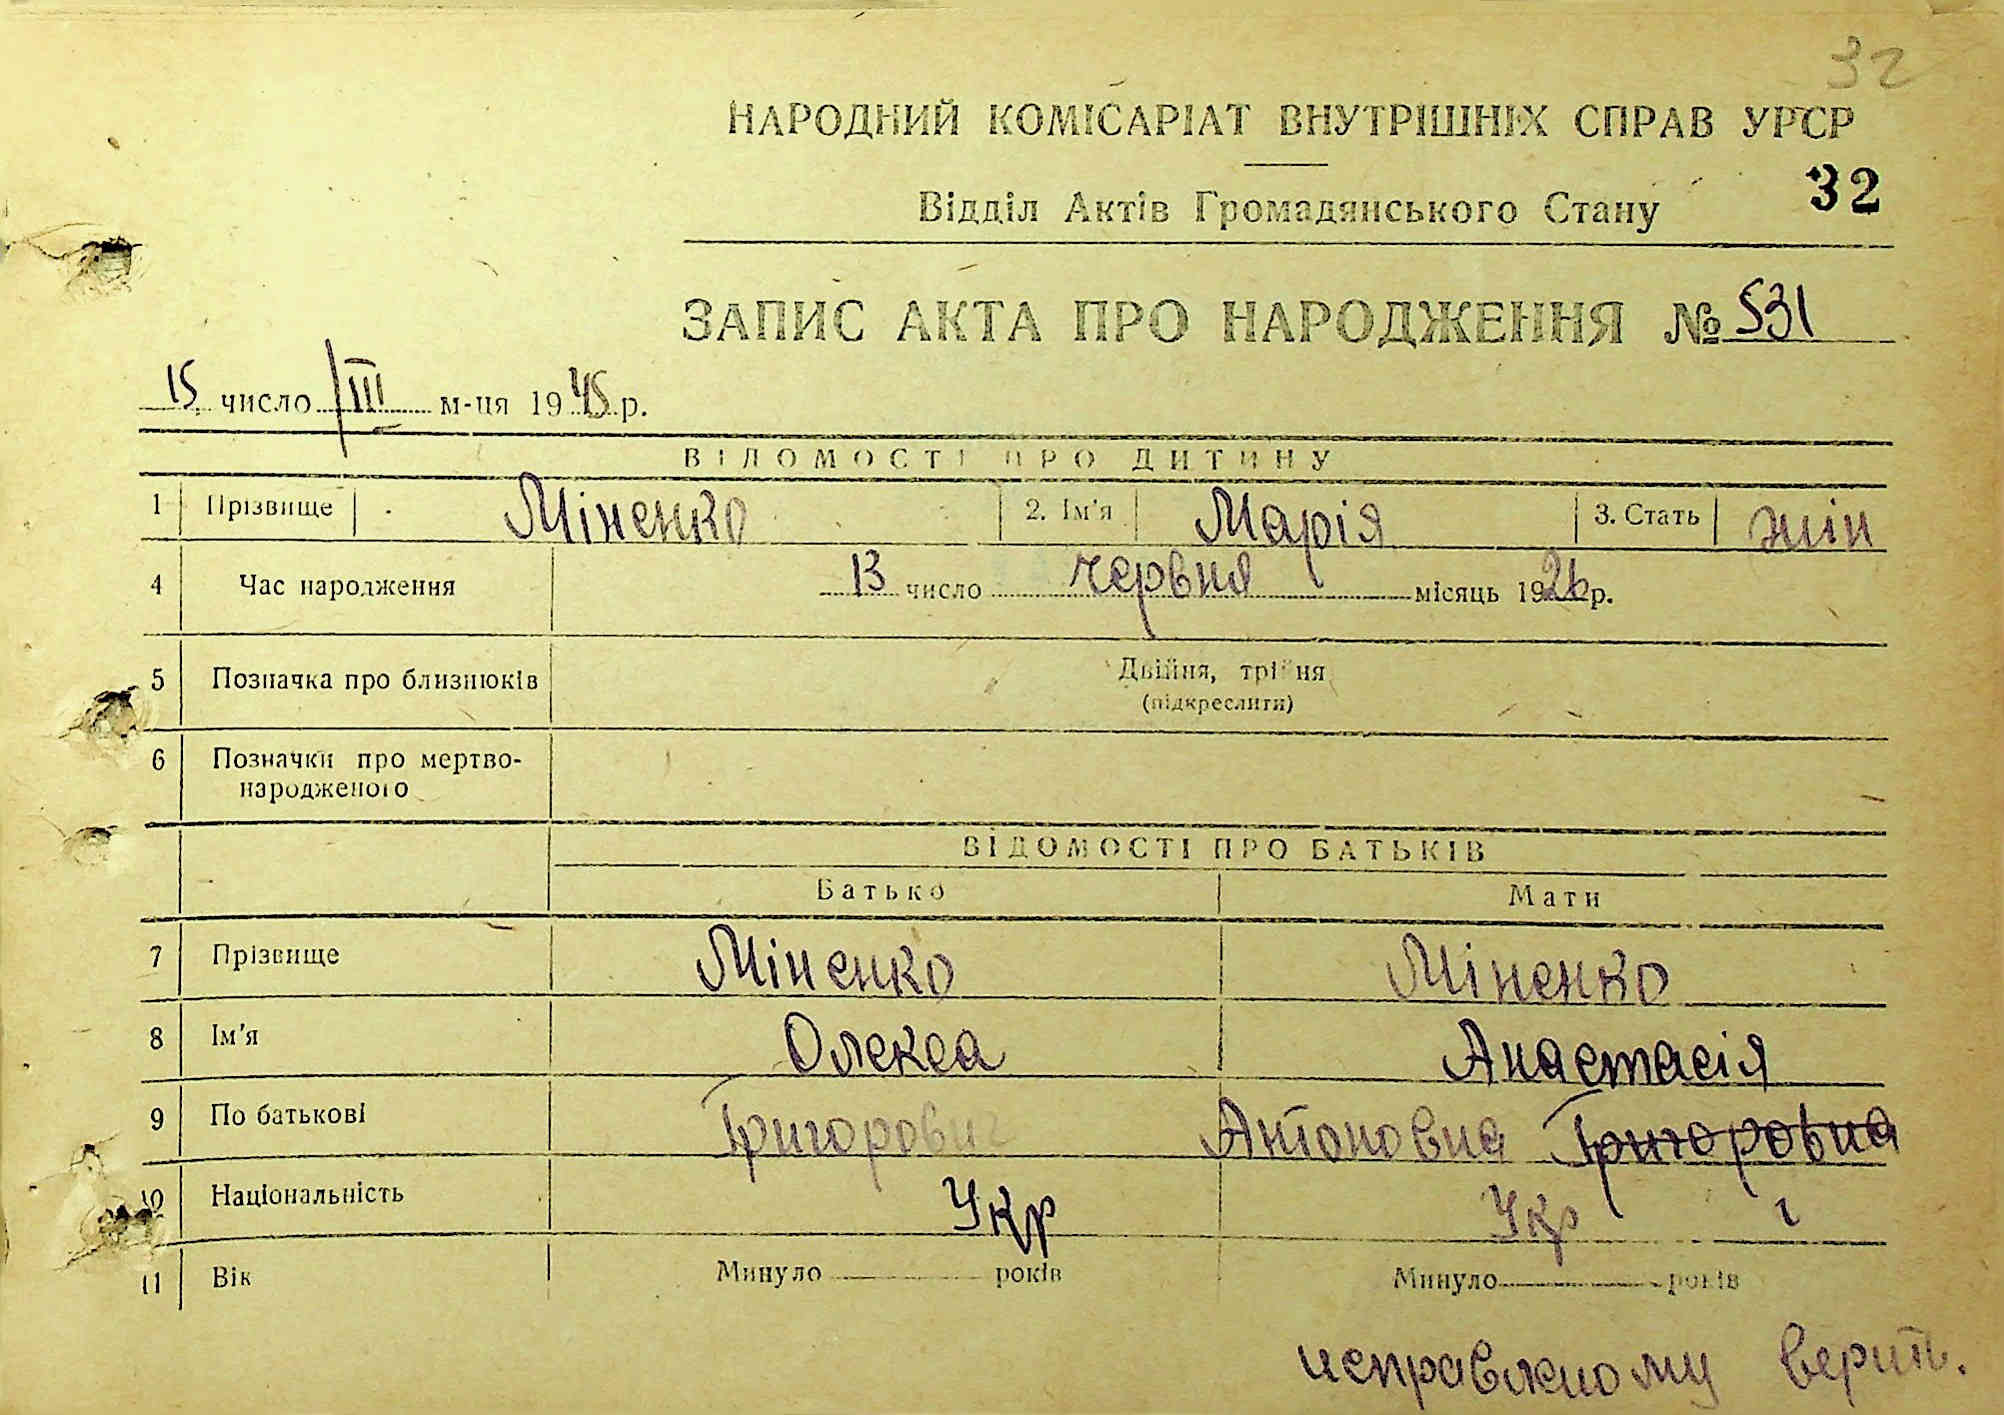 32
НАРОДНИЙ КОМІСАРІАТ ВНУТРІШНІХ СПРАВ УРСР
32
Відділ Актів Громадянського Стану
ЗАПИС АКТА ПРО НАРОДЖЕННЯ № 531
15 число III м-ця 1945 р.
ВІДОМОСТІ ПРО ДИТИНУ
1 Прізвище Міненко 2. Ім'я Марія 3. Стать жін
4 Час народження 13 число червня місяць 1926 р.
5 Позначка про близнюків Двійня, трійня
(підкреслити)
6 Позначки про мертво-
народженого
ВІДОМОСТІ ПРО БАТЬКІВ
Батько Мати
7 Прізвище Міненко Міненко
8 Ім'я Олекса Анастасія
9 По батькові Григорович Антоновна Григоровна
10 Національність Укр Укр
11 Вік Минуло років Минуло років
исправленому верить.